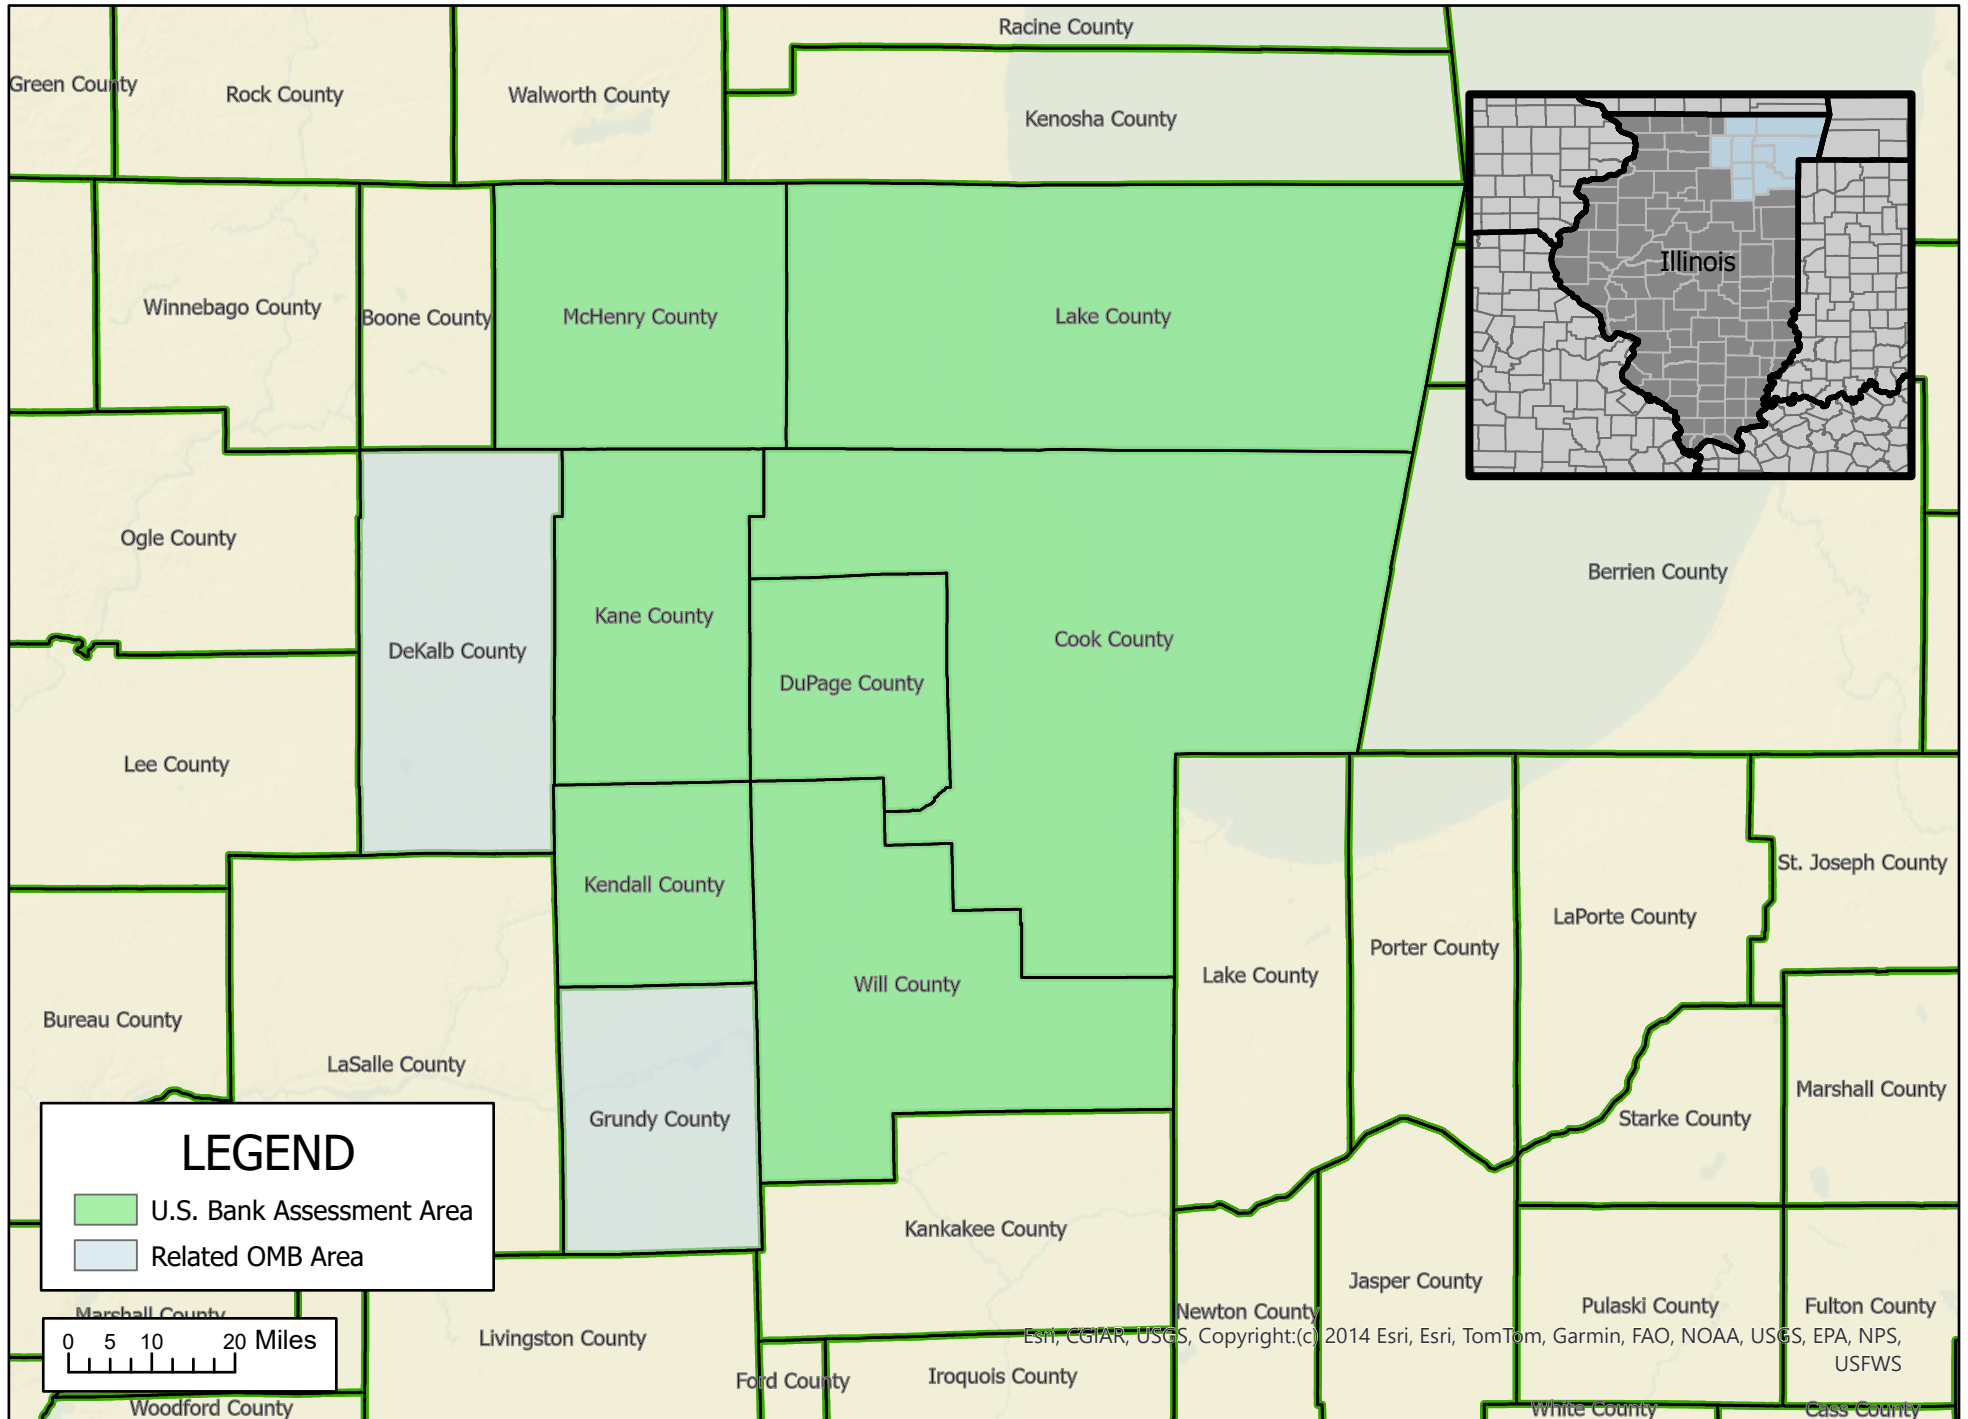 Racine County
Green County
Rock County
Walworth County
Kenosha County
Illinois
Winnebago County
Boone County
McHenry County
Lake County
Ogle County
Berrien County
Kane County
Cook County
DeKalb County
DuPage County
Lee County
St. Joseph County
Kendall County
LaPorte County
Porter County
Lake County
Will County
Bureau County
LaSalle County
Marshall County
Grundy County
Starke County
LEGEND
U.S. Bank Assessment Area
Related OMB Area
Kankakee County
Jasper County
Marshall County
Newton County
Pulaski County
Fulton County
0 5 10 20 Miles
Livingston County
Esri, CGIAR, USGS, Copyright:(c) 2014 Esri, Esri, TomTom, Garmin, FAO, NOAA, USGS, EPA, NPS,
USFWS
Ford County
Iroquois County
Woodford County
White County
Cass County